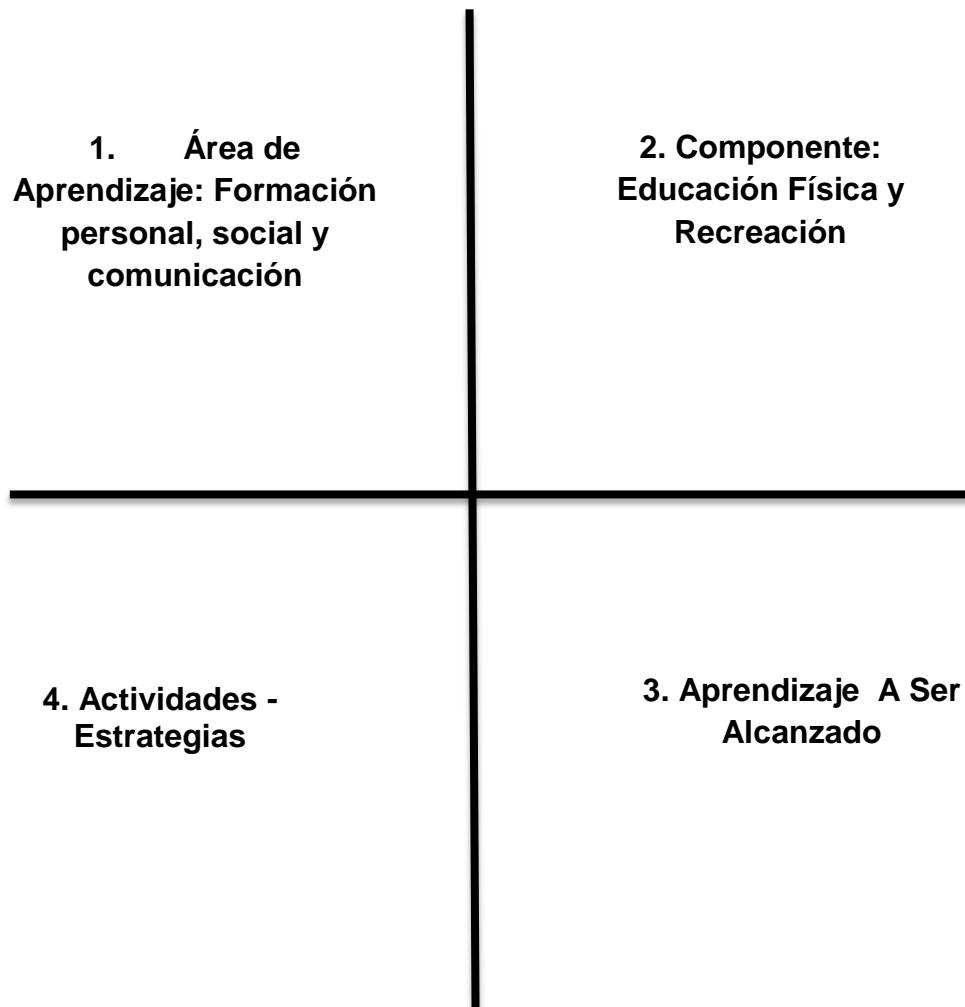 1. Área de
Aprendizaje: Formación
personal, social y
comunicación
2. Componente:
Educación Física y
Recreación
4. Actividades -
Estrategias
3. Aprendizaje A Ser
Alcanzado